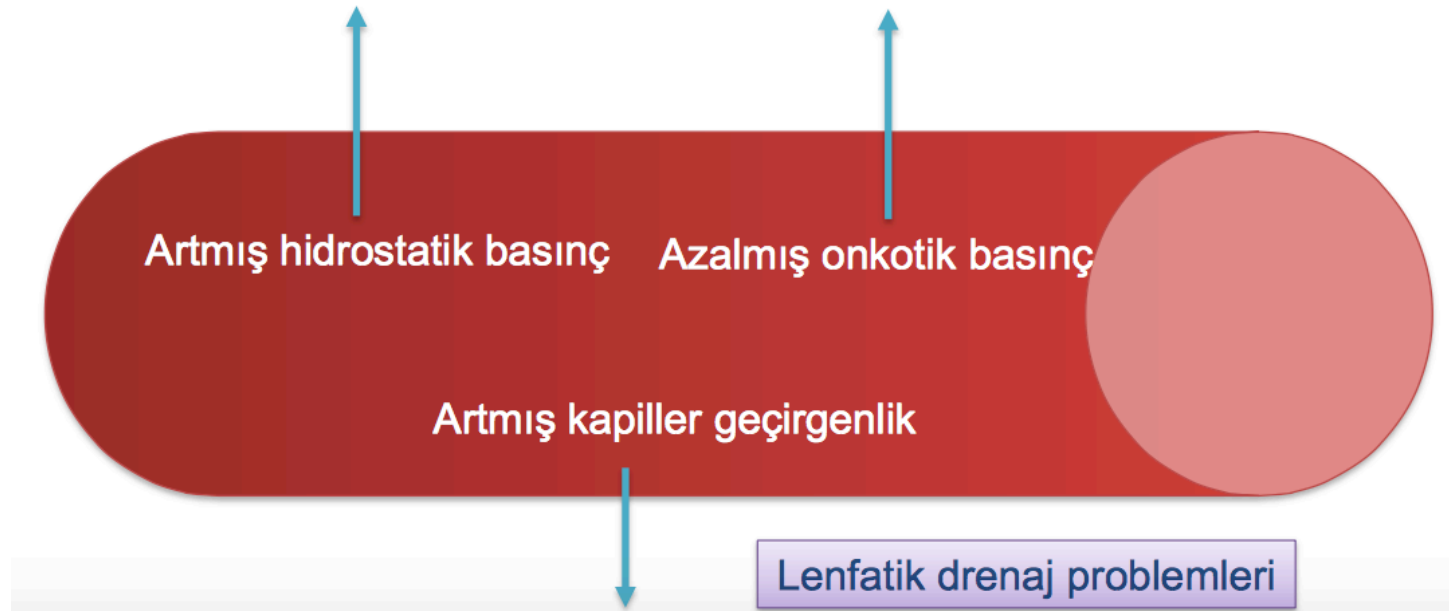 Artmış hidrostatik basınç
Azalmış onkotik basınç
Artmış kapiller geçirgenlik
Lenfatik drenaj problemleri